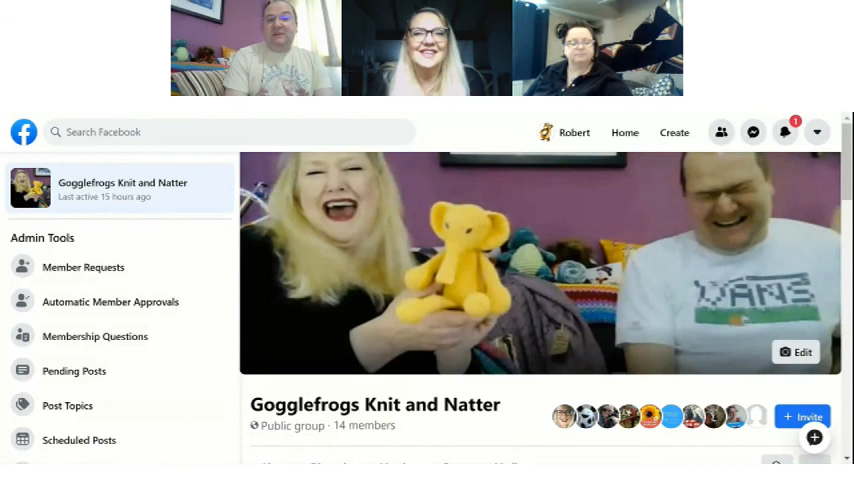 Search Facebook
Robert
Home
Create
1
Gogglefrogs Knit and Natter
Last active 15 hours ago
Admin Tools
Member Requests
Automatic Member Approvals
Membership Questions
Pending Posts
Post Topics
Scheduled Posts
VANS
Edit
Gogglefrogs Knit and Natter
Public group · 14 members
+ Invite